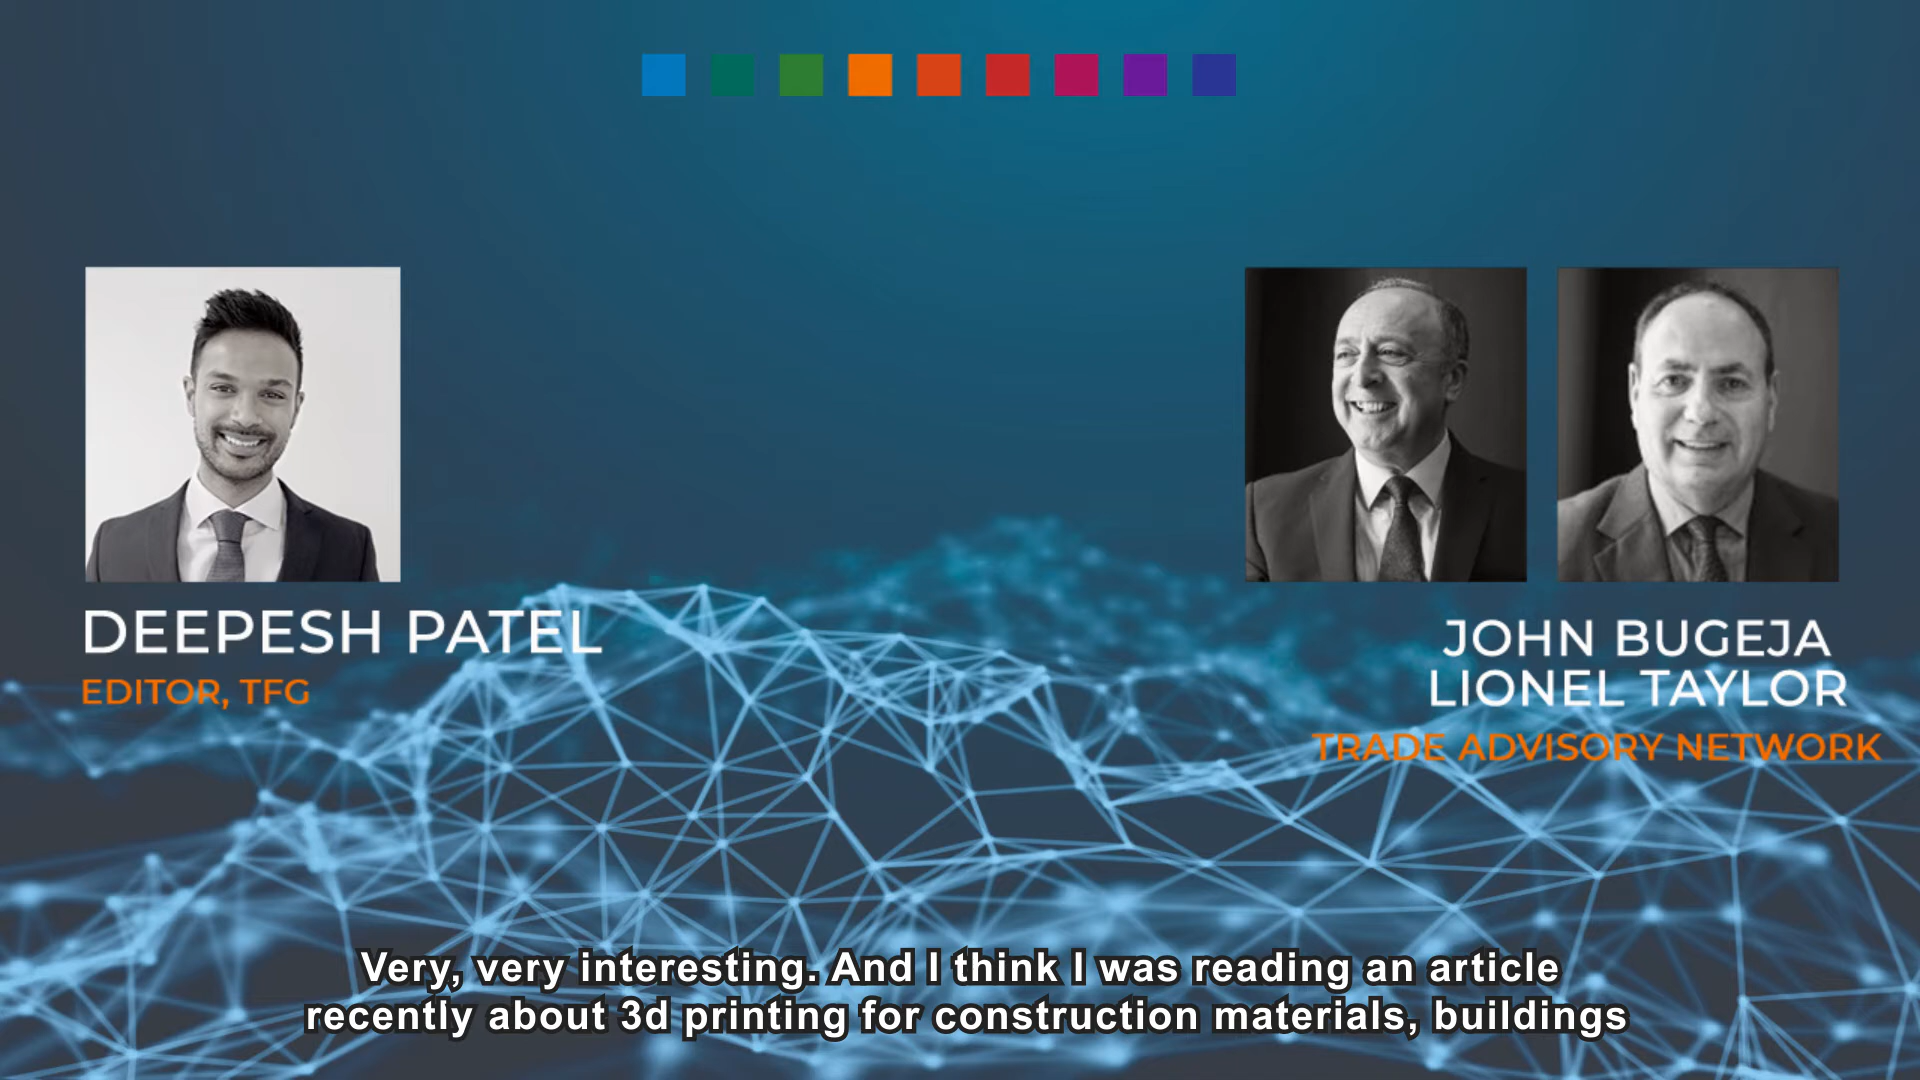 DEEPESH PATEL
EDITOR, TFG
JOHN BUGEJA
LIONEL TAYLOR
TRADE ADVISORY NETWORK
Very, very interesting. And I think I was reading an article
recently about 3d printing for construction materials, buildings